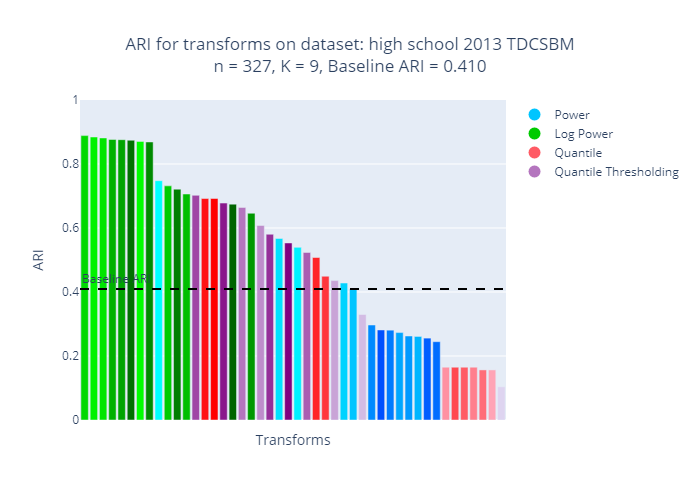 ARI for transforms on dataset: high school 2013 TDCSBM
n = 327, K = 9, Baseline ARI = 0.410
1
0.8
0.6
0.4
0.2
0
ARI
Baseline ARI
Transforms
Power
Log Power
Quantile
Quantile Thresholding